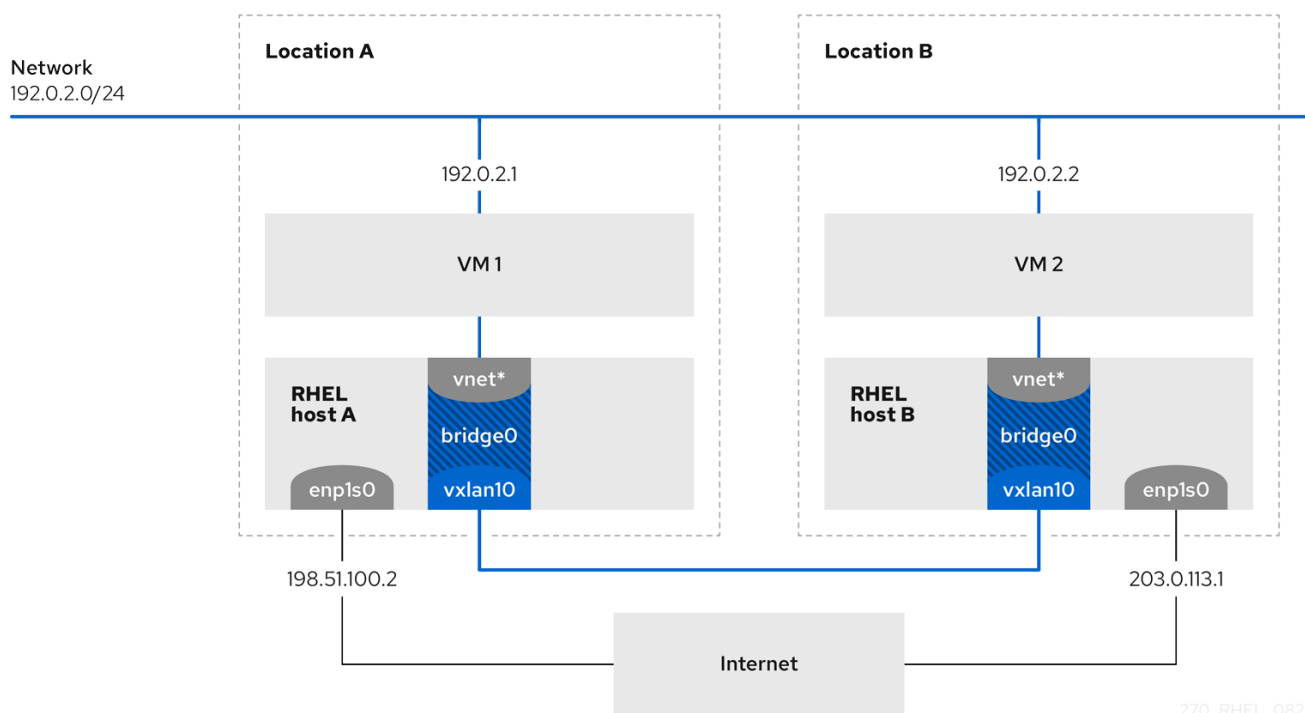 Location A
Location B
Network
192.0.2.0/24
192.0.2.1
192.0.2.2
VM 1
VM 2
RHEL
host A
vnet*
bridge0
enp1s0
vxlan10
RHEL
host B
vnet*
bridge0
vxlan10
enp1s0
198.51.100.2
203.0.113.1
Internet
270_RHEL_082